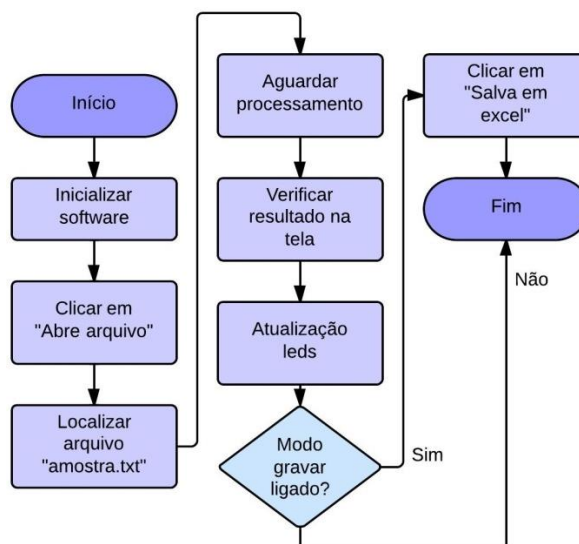 Início
Inicializar
software
Clicar em
"Abre arquivo"
Localizar
arquivo
"amostra.txt"
Aguardar
processamento
Verificar
resultado na
tela
Atualização
leds
Modo
gravar
ligado?
Sim
Clicar em
"Salva em
excel"
Fim
Não